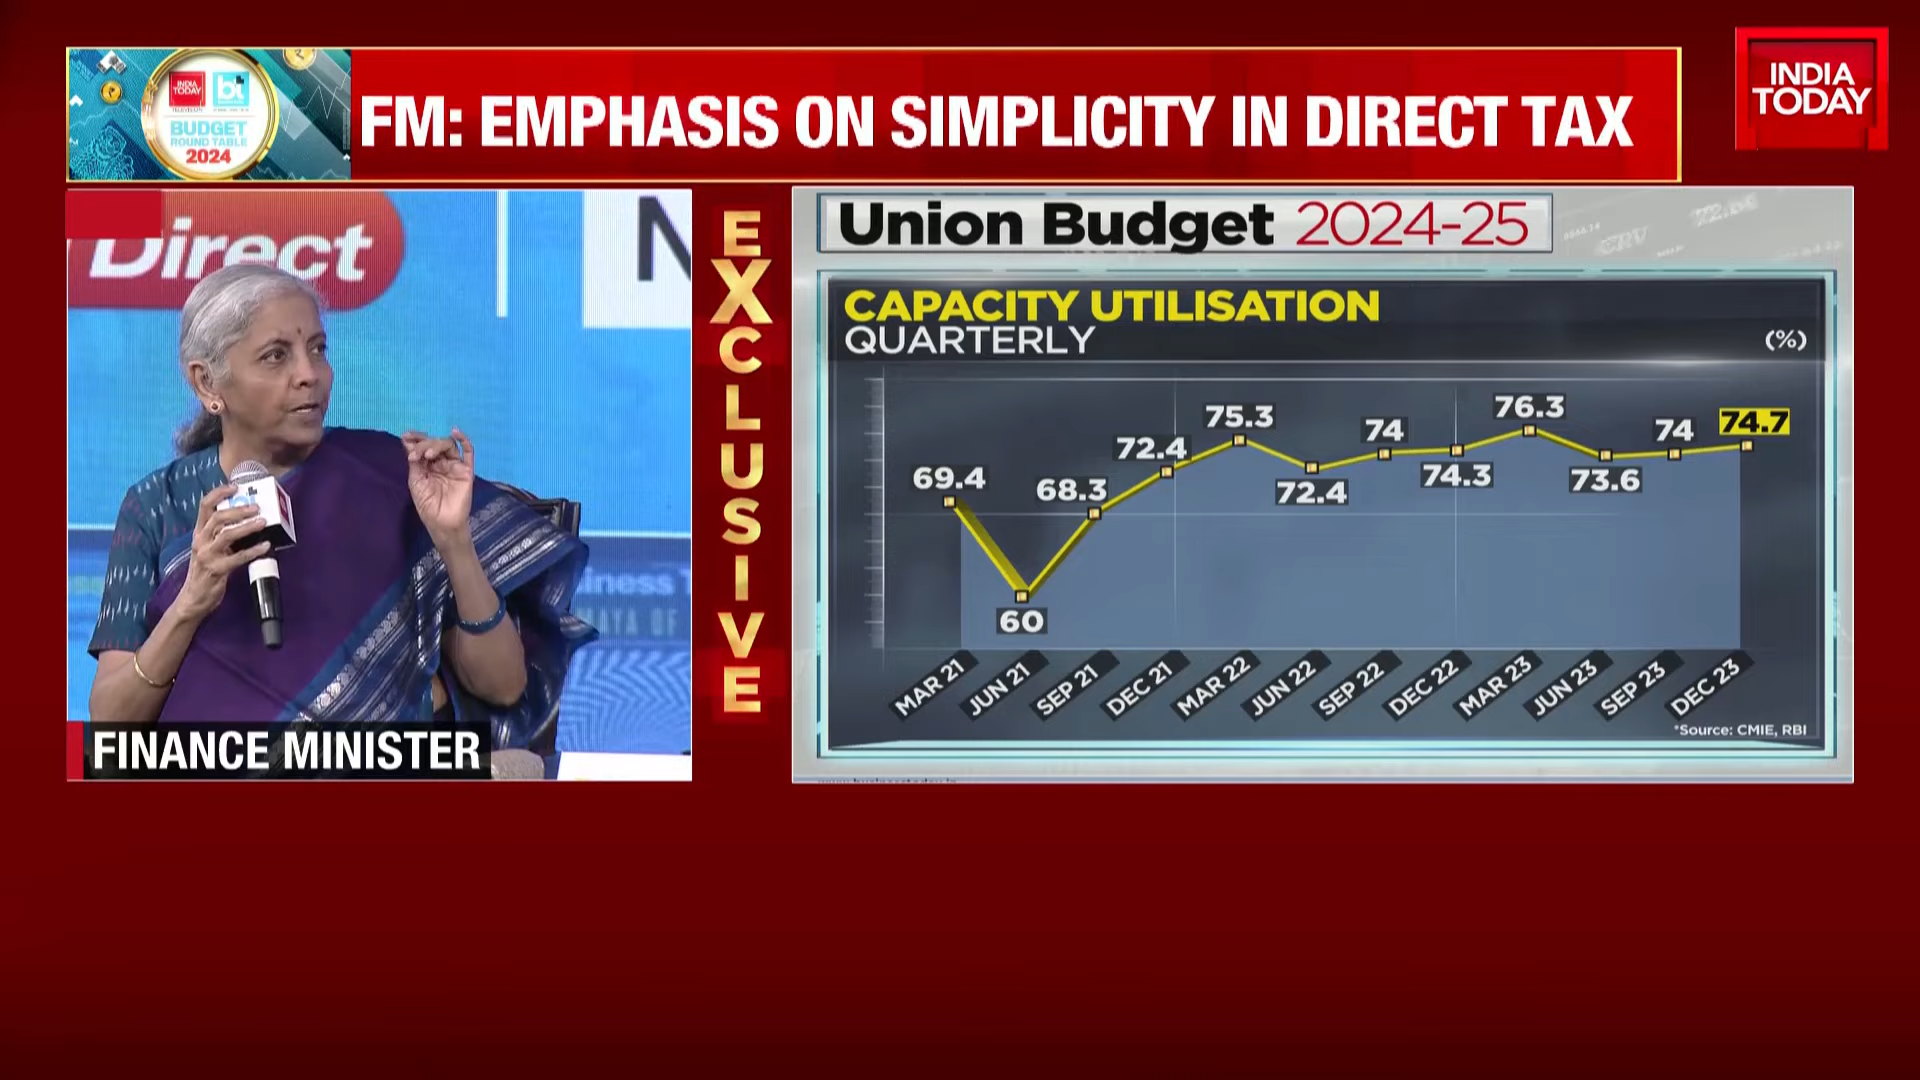 INDIA
TODAY
bt
BUDGET
ROUND TABLE
2024
FM: EMPHASIS ON SIMPLICITY IN DIRECT TAX
INDIA
TODAY
Direct
N
FINANCE MINISTER
EXCLUSIVE
Union Budget 2024-25
CAPACITY UTILISATION
QUARTERLY
(%)
69.4
60
68.3
72.4
75.3
72.4
74
74.3
76.3
73.6
74
74.7
MAR 21
JUN 21
SEP 21
DEC 21
MAR 22
JUN 22
SEP 22
DEC 22
MAR 23
JUN 23
SEP 23
DEC 23
*Source: CMIE, RBI